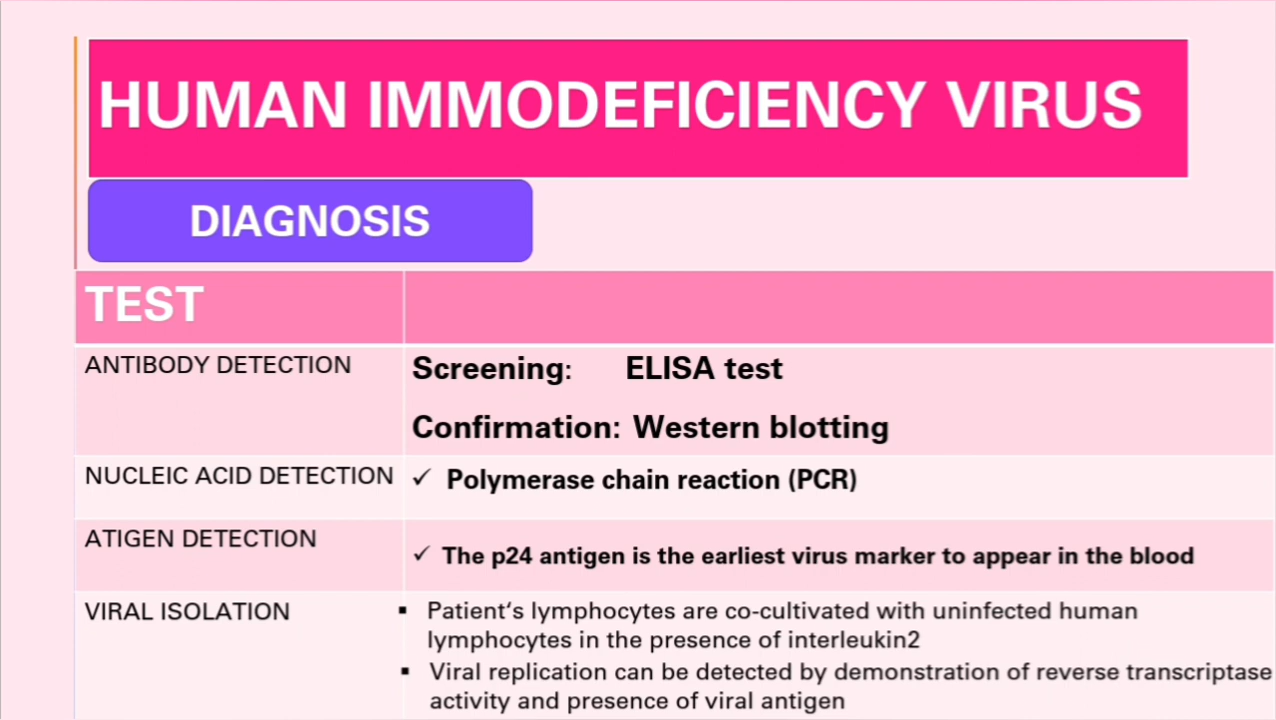 HUMAN IMMODEFICIENCY VIRUS
DIAGNOSIS
TEST
ANTIBODY DETECTION
Screening: ELISA test
Confirmation: Western blotting
NUCLEIC ACID DETECTION
✓ Polymerase chain reaction (PCR)
ATIGEN DETECTION
✓ The p24 antigen is the earliest virus marker to appear in the blood
VIRAL ISOLATION
▪ Patient‘s lymphocytes are co-cultivated with uninfected human
lymphocytes in the presence of interleukin2
▪ Viral replication can be detected by demonstration of reverse transcriptase
activity and presence of viral antigen